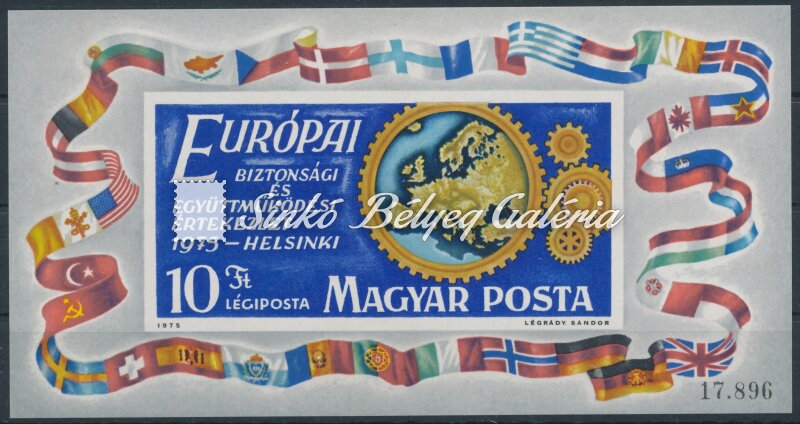 EURÓPAI
BIZTONSÁGI
ÉS
EGYÜTTMŰKÖDÉSI
ÉRTEKEZLET
1975 – HELSINKI
Sinkó Bélyeg Galéria
10 Ft
LÉGIPOSTA
MAGYAR POSTA
1975
LÉGRÁDY SÁNDOR
17.896